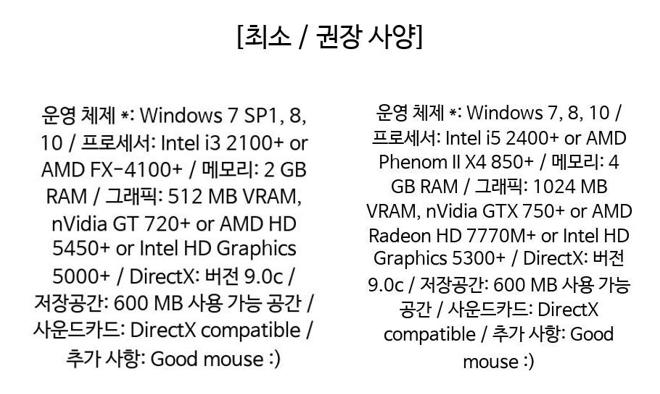 [최소 / 권장 사양]
운영 체제 *: Windows 7 SP1, 8,
10 / 프로세서: Intel i3 2100+ or
AMD FX-4100+ / 메모리: 2 GB
RAM / 그래픽: 512 MB VRAM,
nVidia GT 720+ or AMD HD
5450+ or Intel HD Graphics
5000+ / DirectX: 버전 9.0c /
저장공간: 600 MB 사용 가능 공간 /
사운드카드: DirectX compatible /
추가 사항: Good mouse :)
운영 체제 *: Windows 7, 8, 10 /
프로세서: Intel i5 2400+ or AMD
Phenom II X4 850+ / 메모리: 4
GB RAM / 그래픽: 1024 MB
VRAM, nVidia GTX 750+ or AMD
Radeon HD 7770M+ or Intel HD
Graphics 5300+ / DirectX: 버전
9.0c / 저장공간: 600 MB 사용 가능
공간 / 사운드카드: DirectX
compatible / 추가 사항: Good
mouse :)